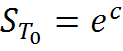 $S_{T_0} = e^c$